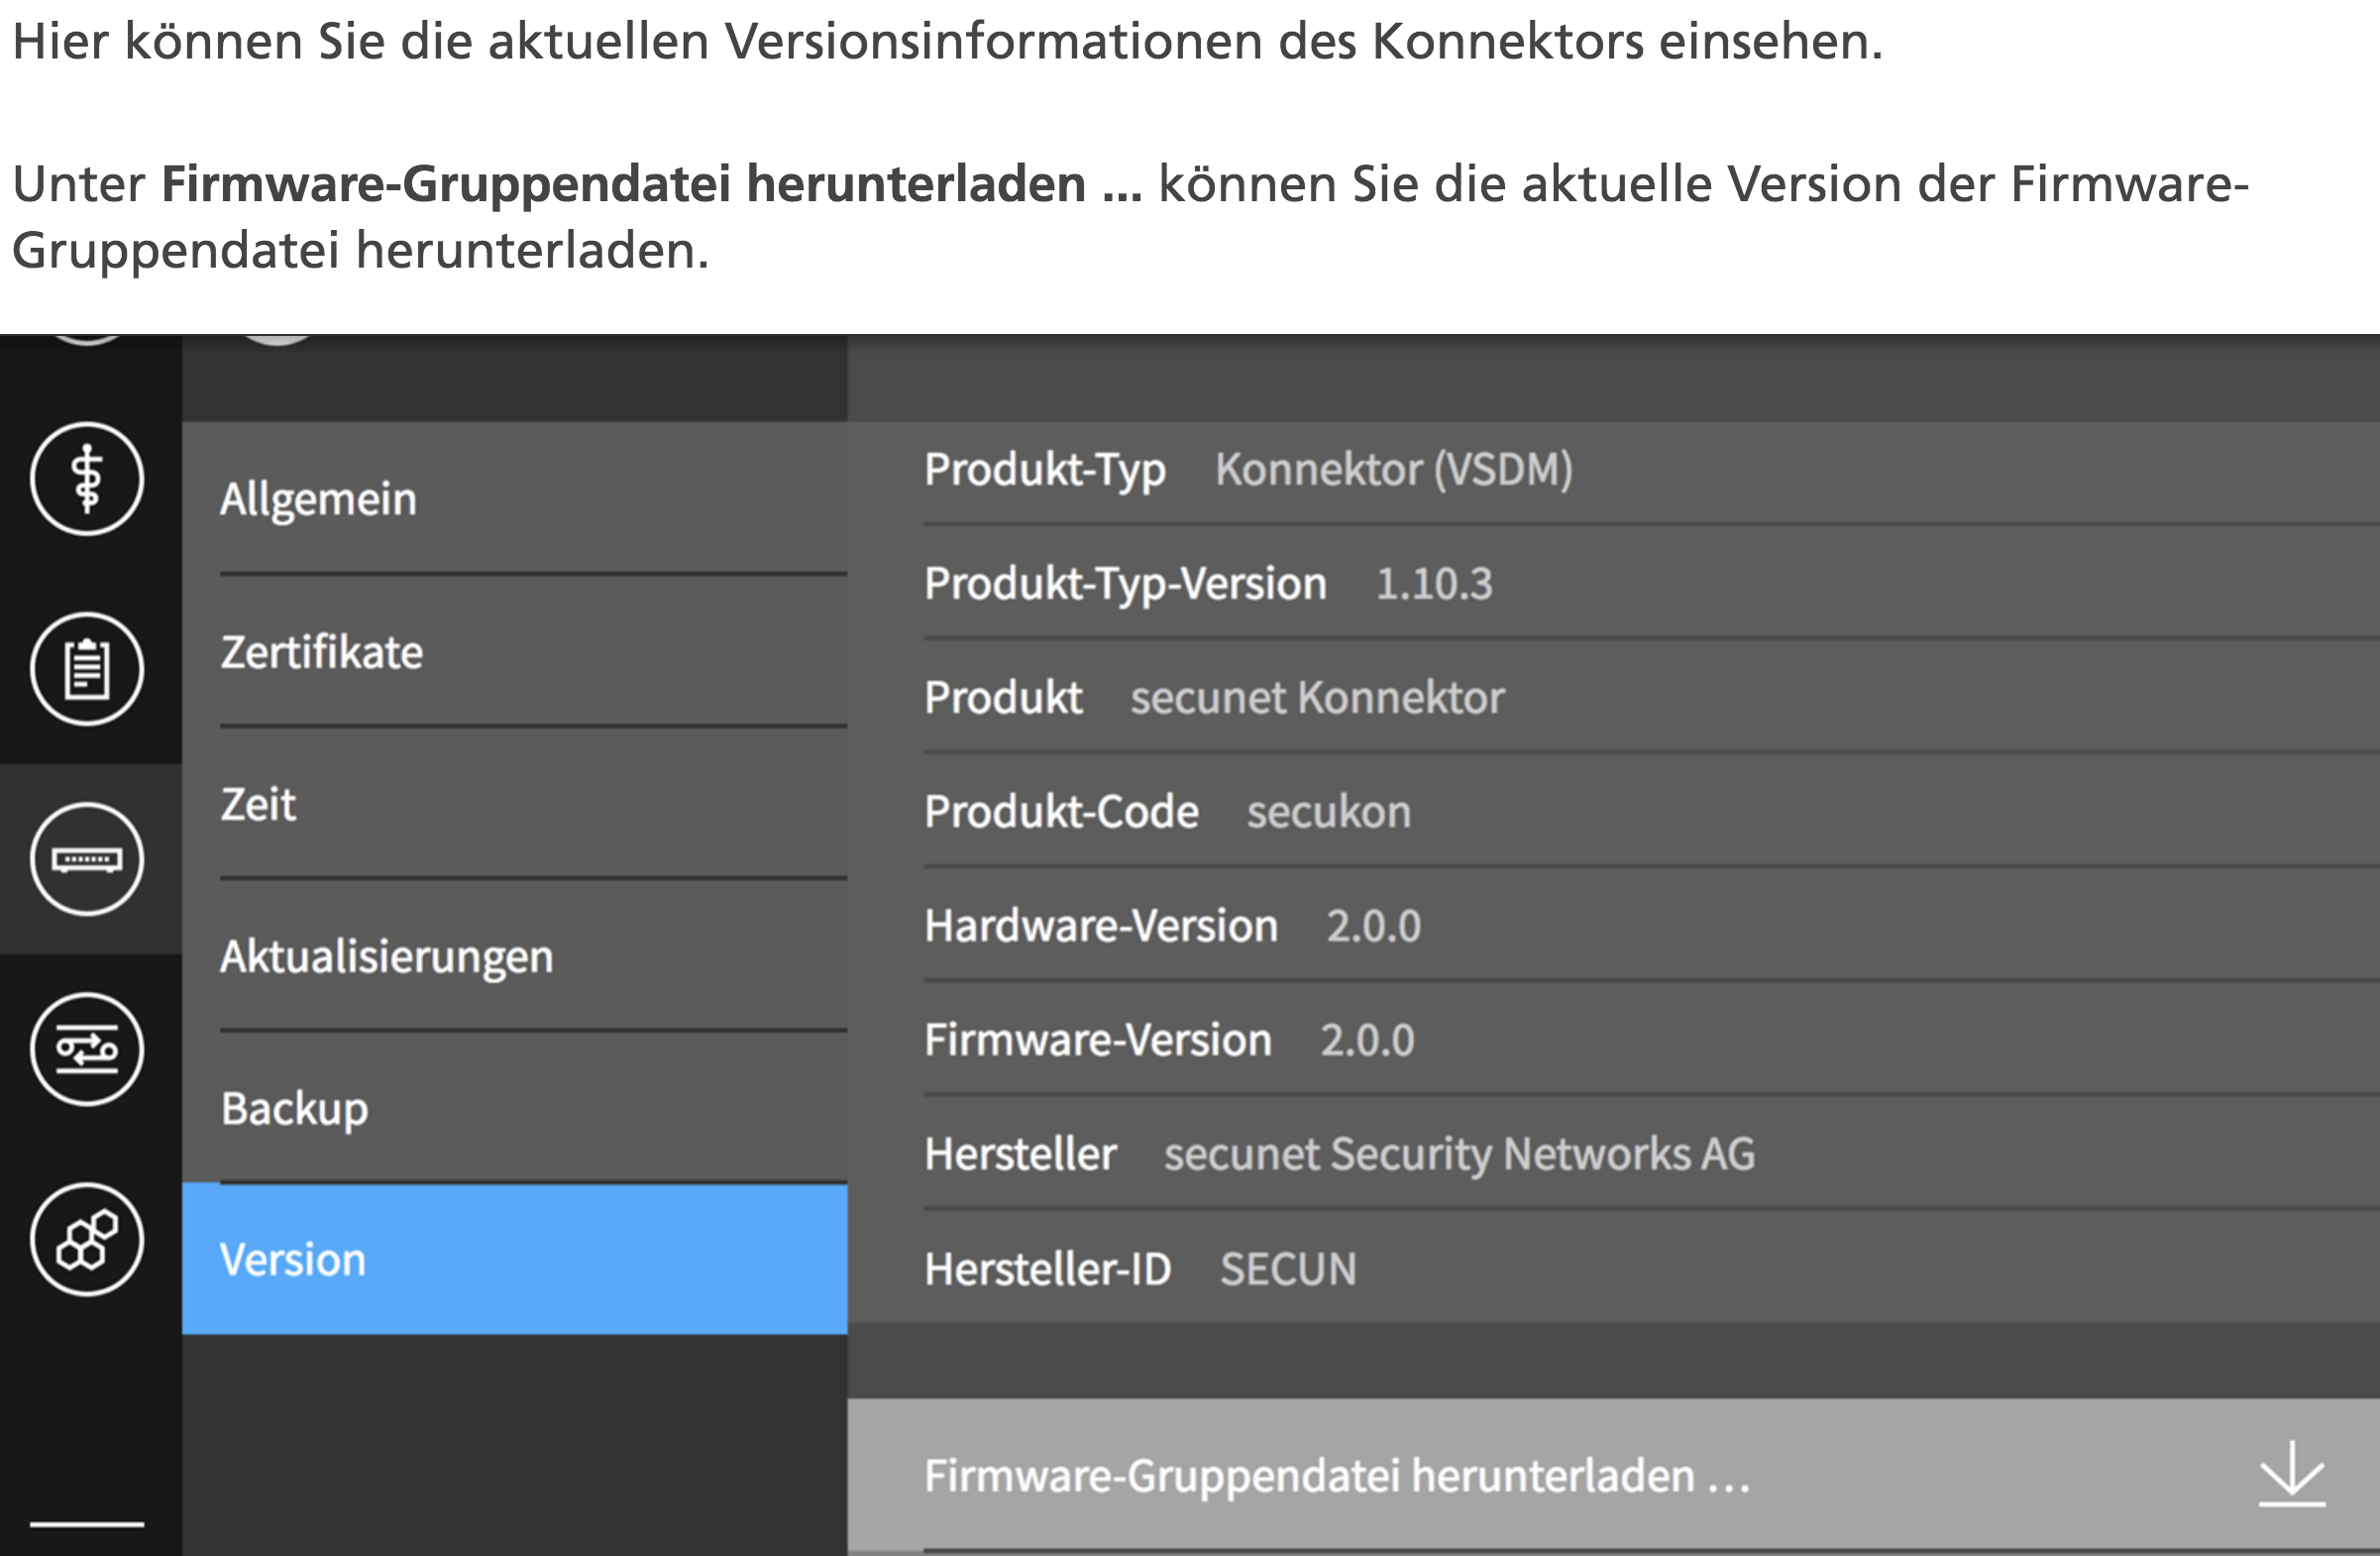 Hier können Sie die aktuellen Versionsinformationen des Konnektors einsehen.
Unter Firmware-Gruppendatei herunterladen ... können Sie die aktuelle Version der Firmware-
Gruppendatei herunterladen.
Allgemein
Zertifikate
Zeit
Aktualisierungen
Backup
Version
Produkt-Typ Konnektor (VSDM)
Produkt-Typ-Version 1.10.3
Produkt secunet Konnektor
Produkt-Code secukon
Hardware-Version 2.0.0
Firmware-Version 2.0.0
Hersteller secunet Security Networks AG
Hersteller-ID SECUN
Firmware-Gruppendatei herunterladen ...